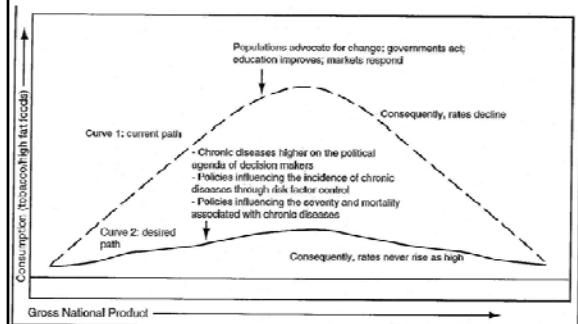 Populations advocate for change; governments act;
education improves; markets respond
Consequently, rates decline
Curve 1: current path
- Chronic diseases higher on the political
agenda of decision makers
- Policies influencing the incidence of chronic
diseases through risk factor control
- Policies influencing the severity and mortality
associated with chronic diseases
Curve 2: desired
path
Consequently, rates never rise as high
Consumption (tobacco/high fat foods)
Gross National Product